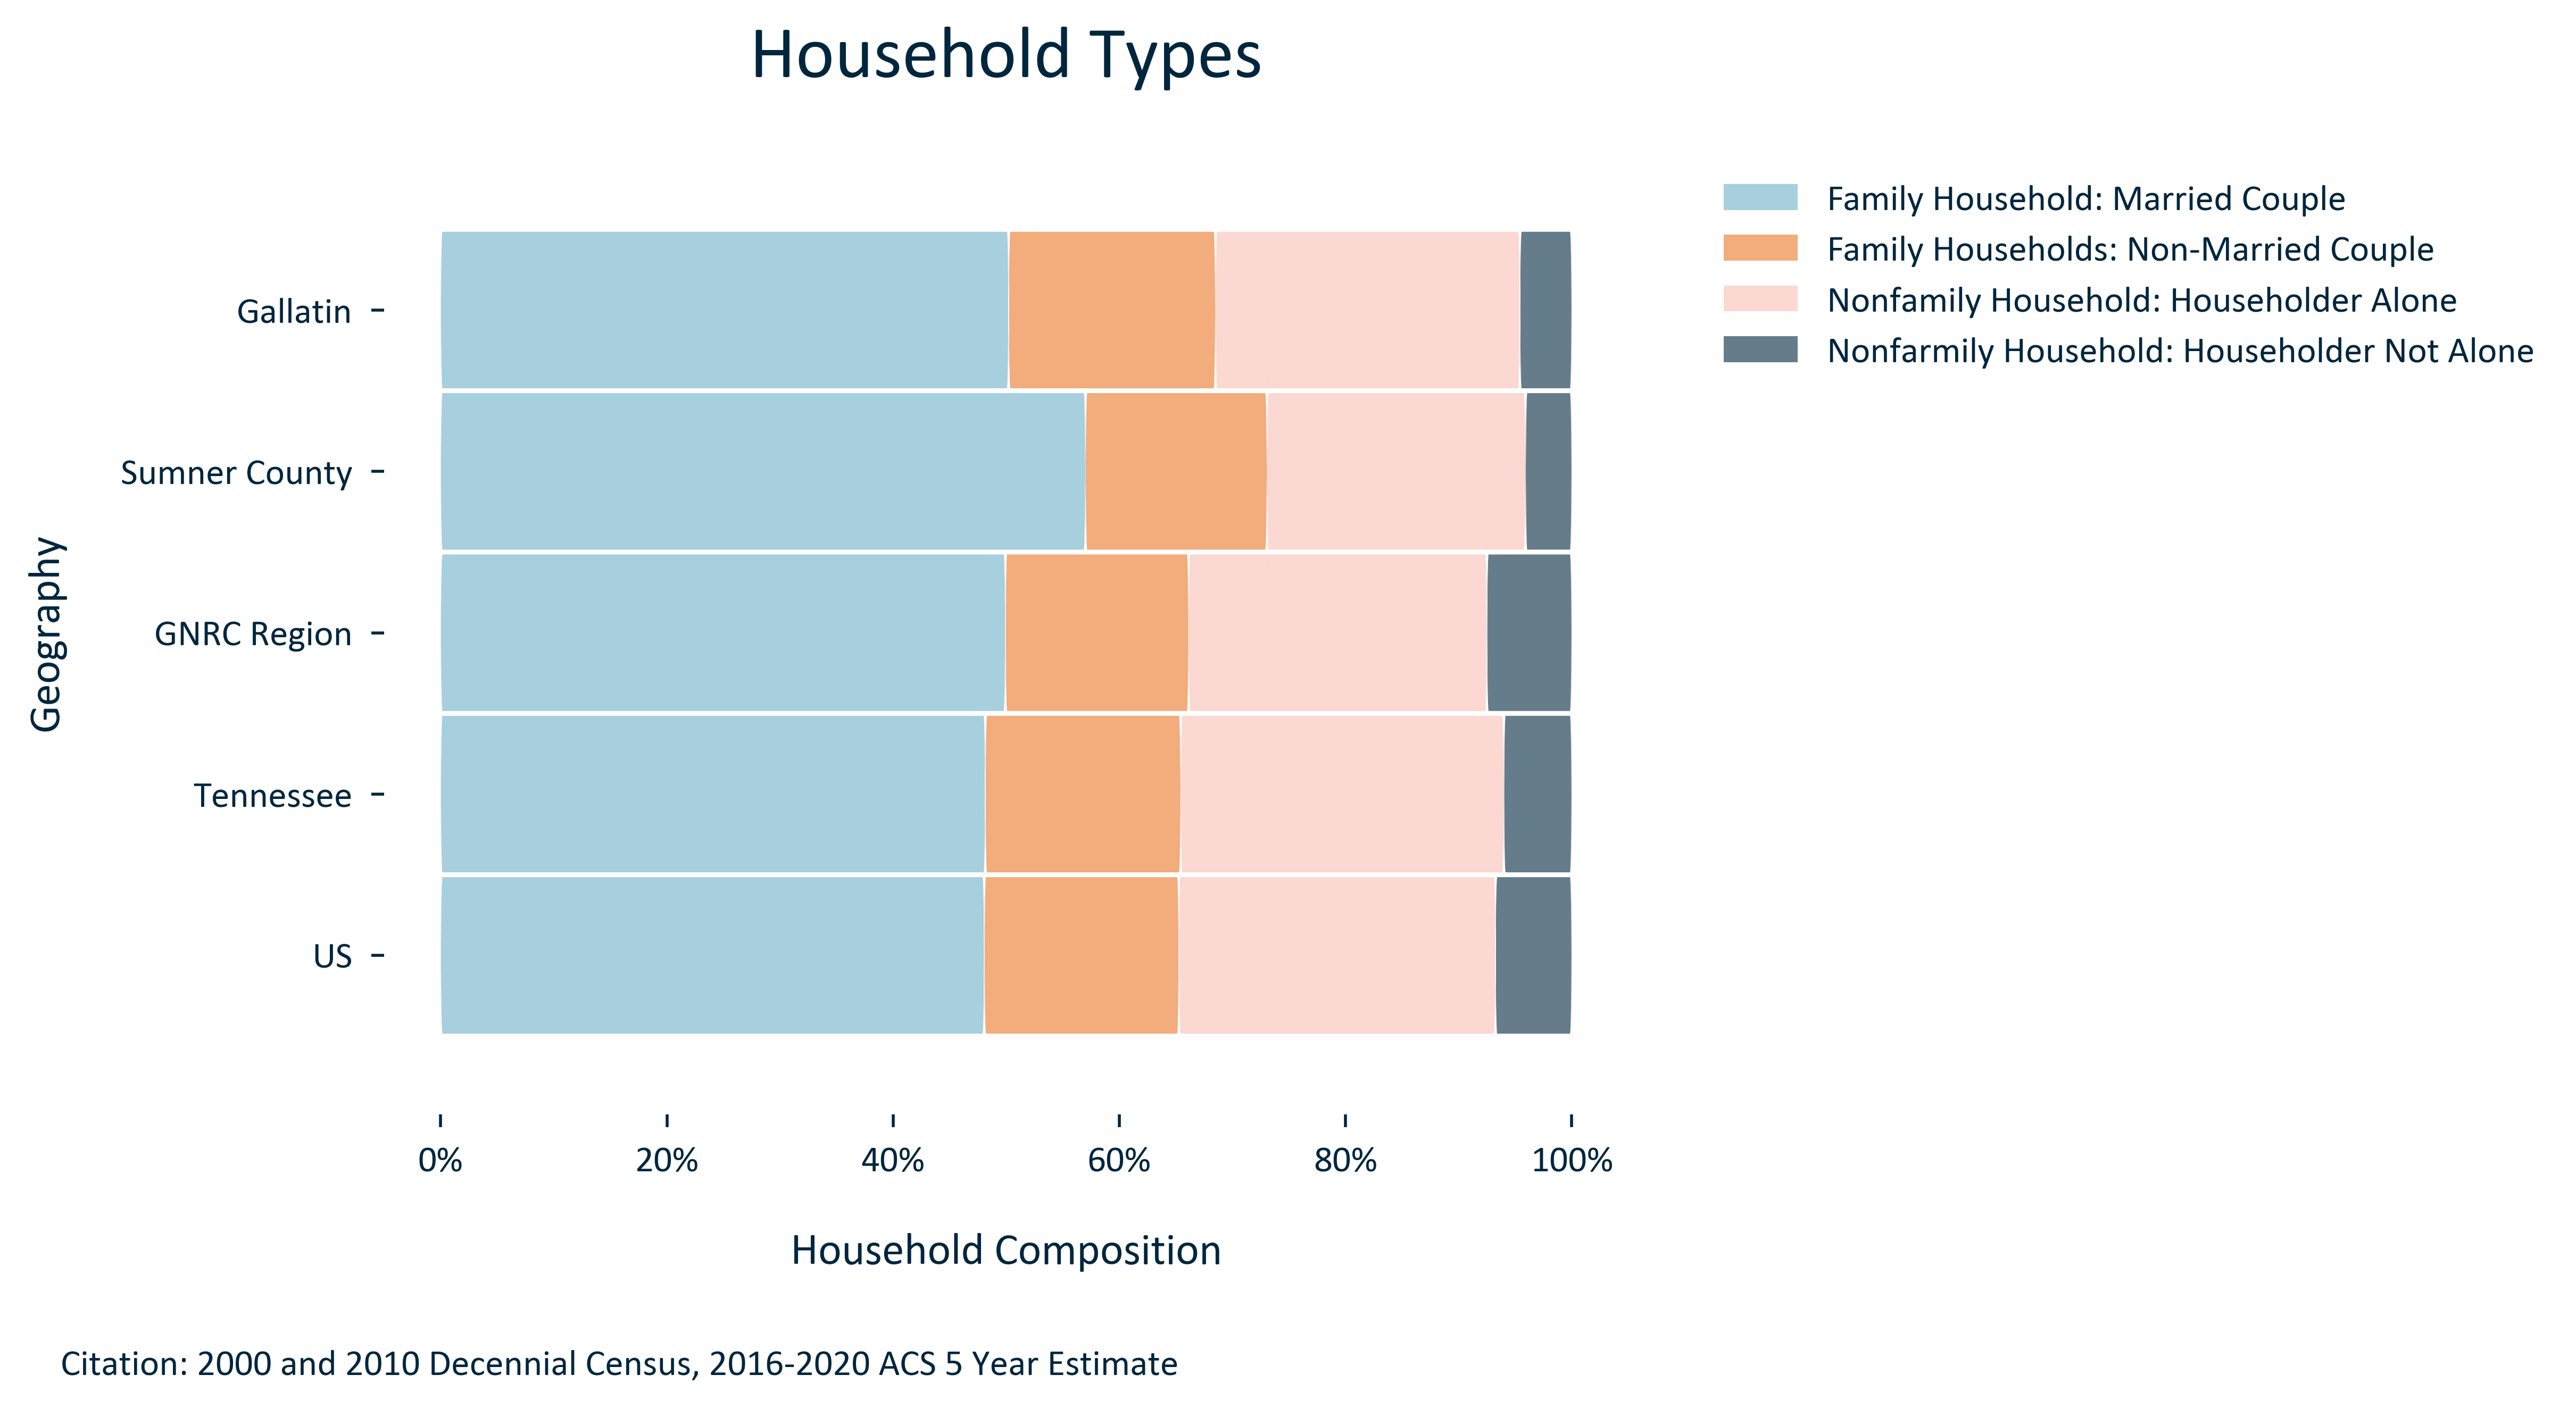 Household Types
Family Household: Married Couple
Family Households: Non-Married Couple
Nonfamily Household: Householder Alone
Nonfarmily Household: Householder Not Alone
Geography
Gallatin
Sumner County
GNRC Region
Tennessee
US
0% 20% 40% 60% 80% 100%
Household Composition
Citation: 2000 and 2010 Decennial Census, 2016-2020 ACS 5 Year Estimate